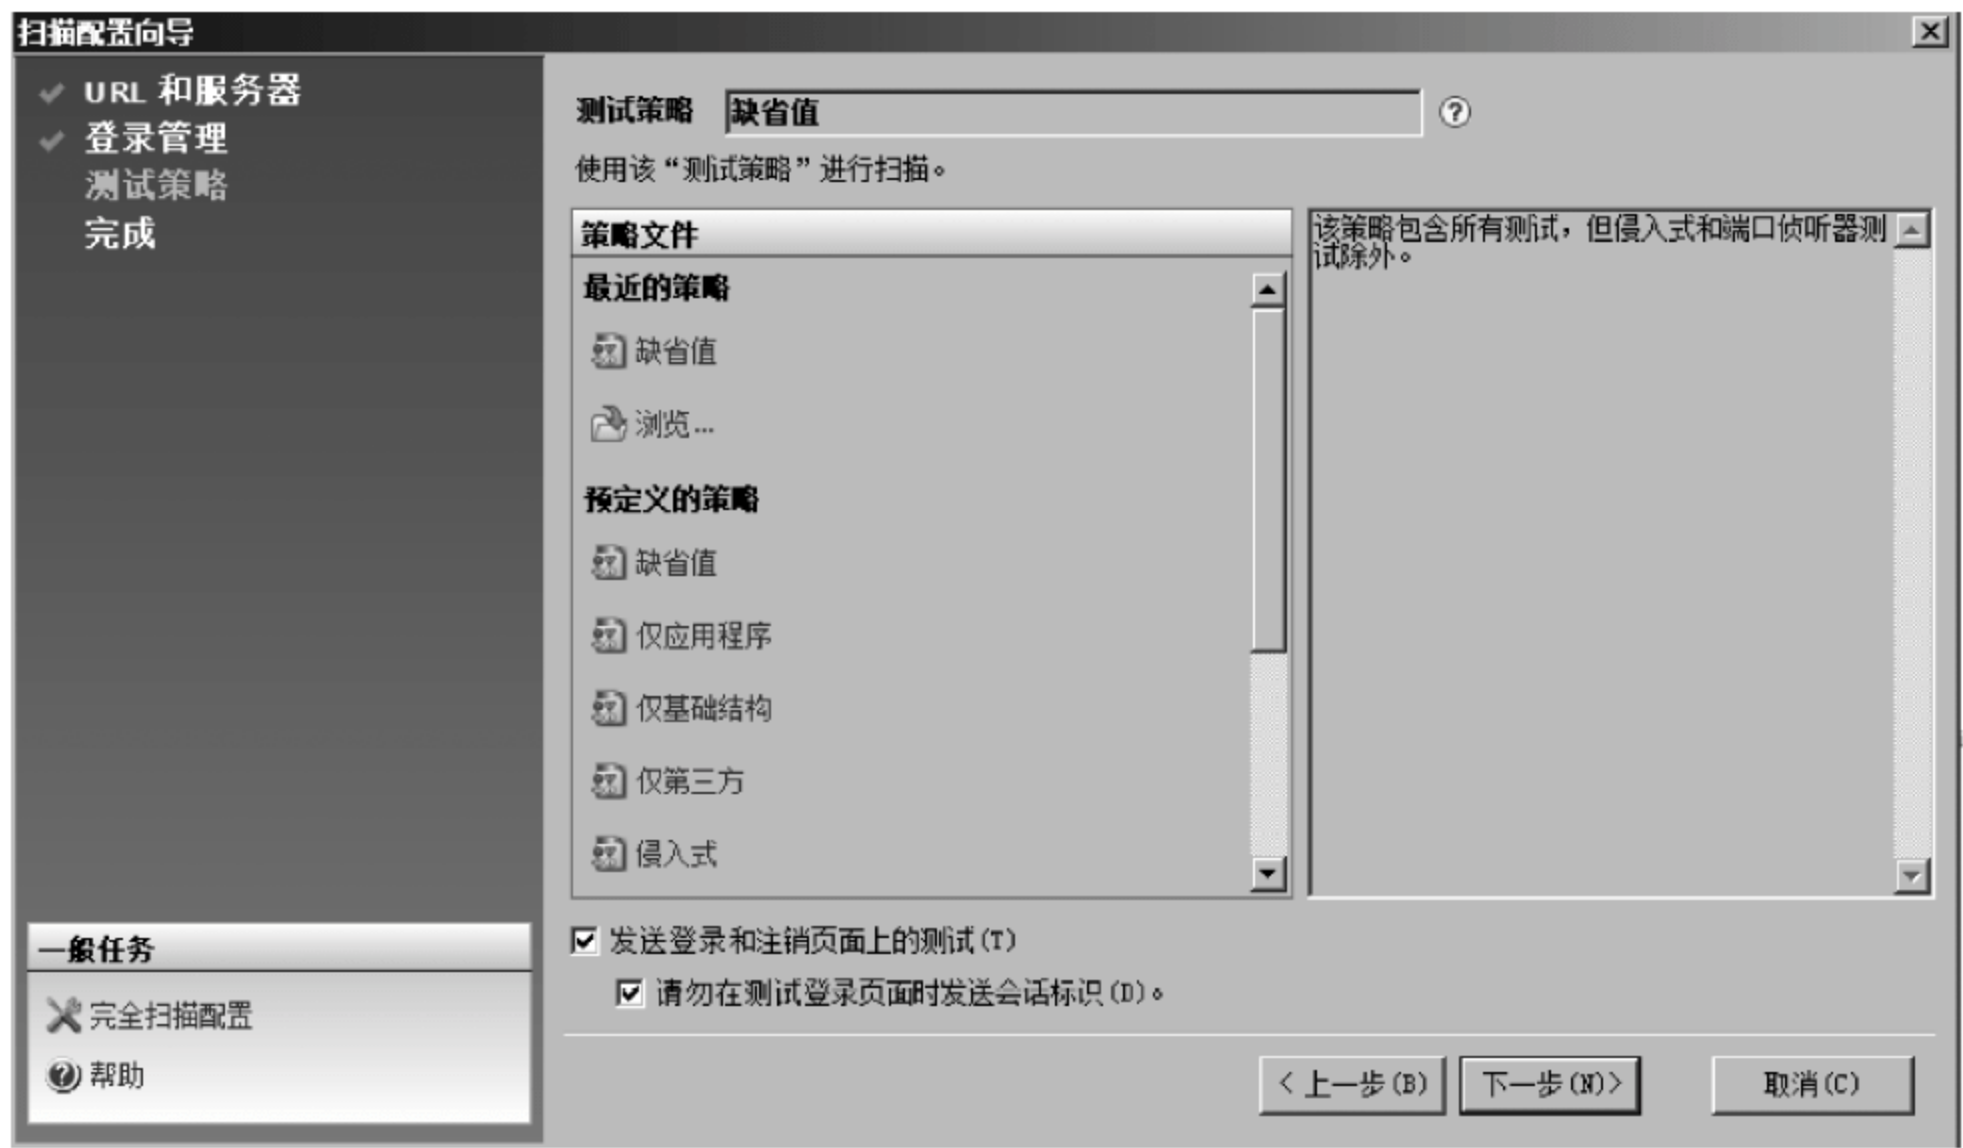 扫描配置向导
URL 和服务器
登录管理
测试策略
完成
测试策略 缺省值
使用该“测试策略”进行扫描。
策略文件
最近的策略
缺省值
浏览...
预定义的策略
缺省值
仅应用程序
仅基础结构
仅第三方
侵入式
该策略包含所有测试，但侵入式和端口侦听器测
试除外。
发送登录和注销页面上的测试(T)
请勿在测试登录页面时发送会话标识(D)。
一般任务
完全扫描配置
帮助
<上一步(B)
下一步(N)>
取消(C)